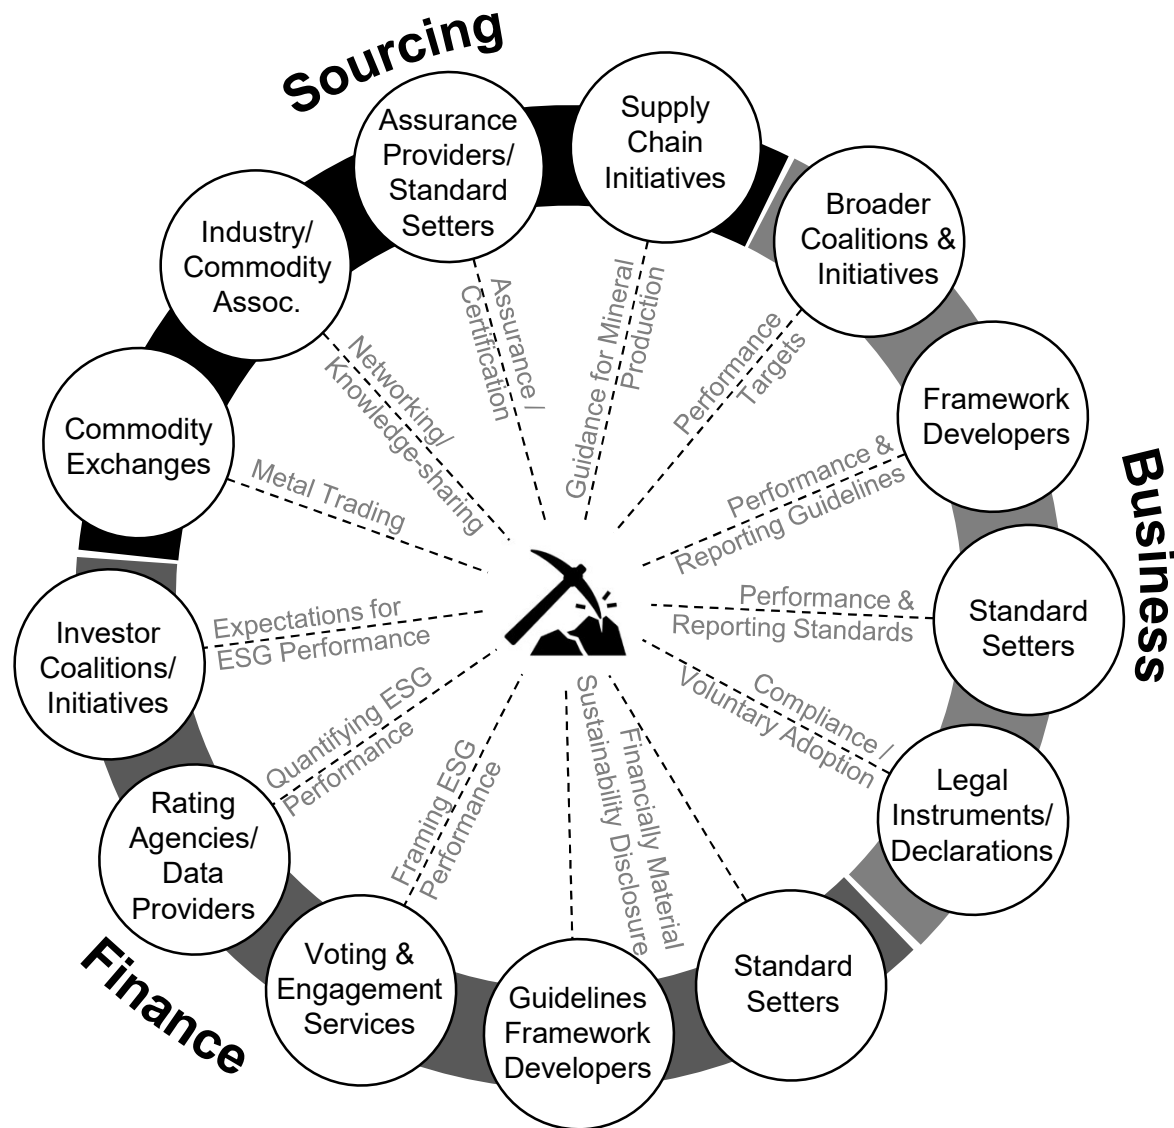 Sourcing
Assurance
Providers/
Standard
Setters
Supply
Chain
Initiatives
Broader
Coalitions &
Initiatives
Industry/
Commodity
Assoc.
Framework
Developers
Commodity
Exchanges
Business
Standard
Setters
Investor
Coalitions/
Initiatives
Legal
Instruments/
Declarations
Rating
Agencies/
Data
Providers
Finance
Voting &
Engagement
Services
Guidelines
Framework
Developers
Standard
Setters
Assurance /
Certification
Guidance for Mineral
Production
Performance
Targets
Networking/
Knowledge-sharing
Performance &
Reporting Guidelines
Metal Trading
Performance &
Reporting Standards
Expectations for
ESG Performance
Compliance /
Voluntary Adoption
Quantifying ESG
Performance
Framing ESG
Performance
Financially Material
Sustainability Disclosure